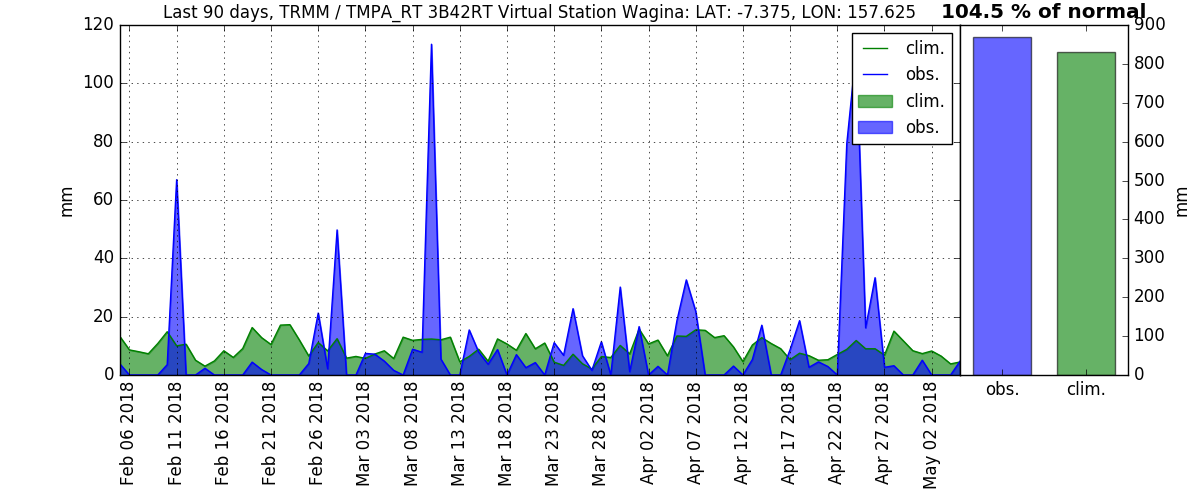 Last 90 days, TRMM / TMPA_RT 3B42RT Virtual Station Wagina: LAT: -7.375, LON: 157.625
104.5 % of normal
120
100
80
60
40
20
0
mm
clim.
obs.
clim.
obs.
900
800
700
600
500
400
300
200
100
0
mm
obs.
clim.
Feb 06 2018
Feb 11 2018
Feb 16 2018
Feb 21 2018
Feb 26 2018
Mar 03 2018
Mar 08 2018
Mar 13 2018
Mar 18 2018
Mar 23 2018
Mar 28 2018
Apr 02 2018
Apr 07 2018
Apr 12 2018
Apr 17 2018
Apr 22 2018
Apr 27 2018
May 02 2018